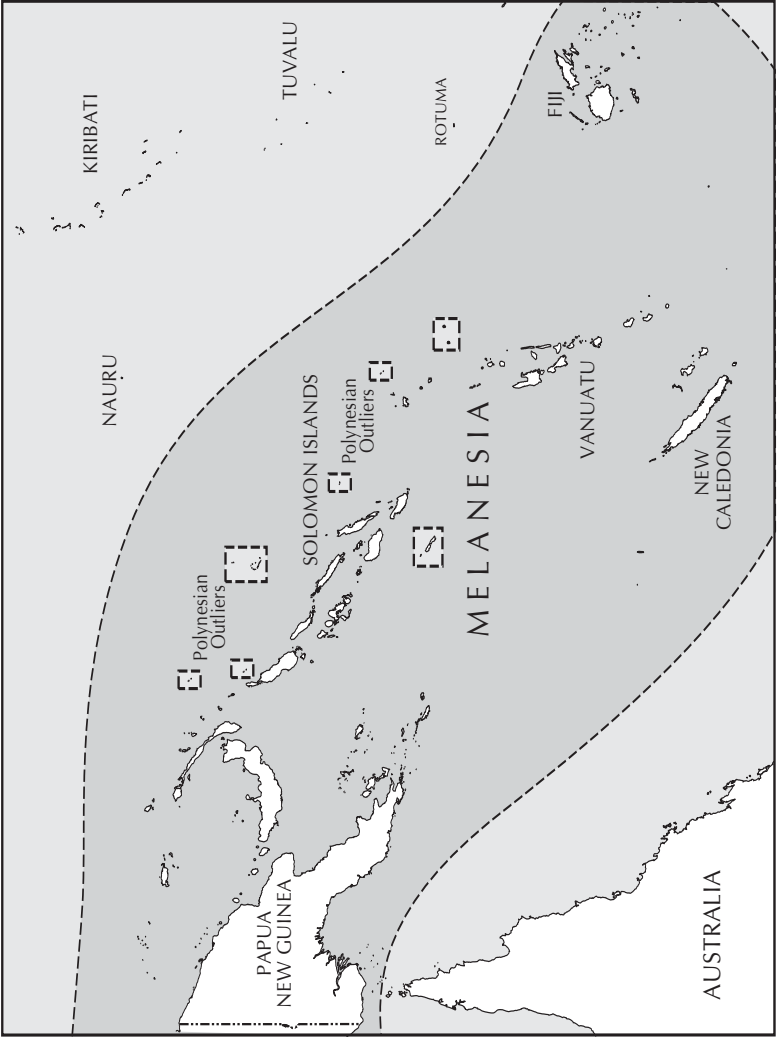 KIRIBATI
TUVALU
NAURU
ROTUMA
FIJI
Polynesian
Outliers
SOLOMON ISLANDS
Polynesian
Outliers
MELANESIA
VANUATU
PAPUA
NEW GUINEA
NEW
CALEDONIA
AUSTRALIA